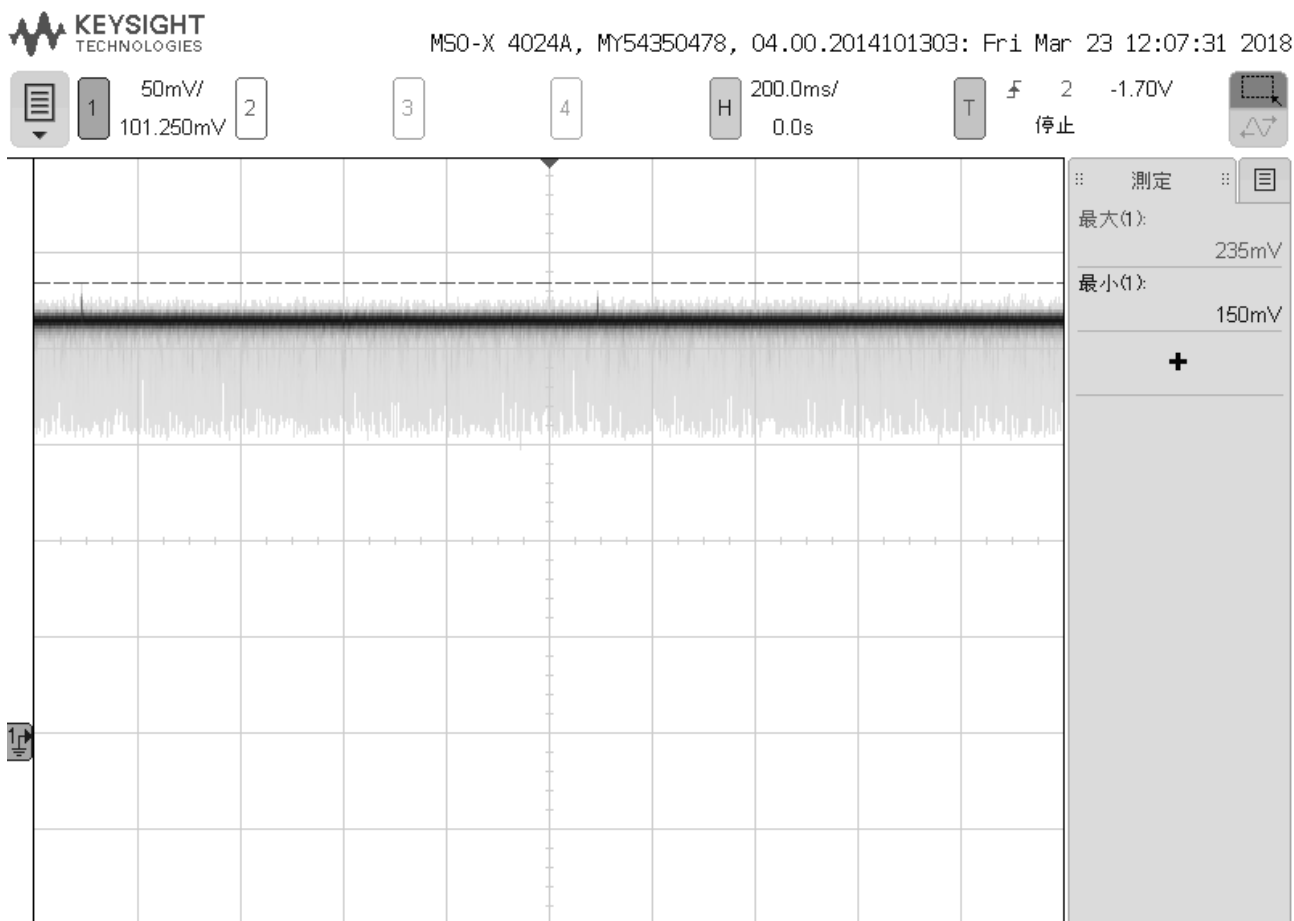 KEYSIGHT
TECHNOLOGIES
MSO-X 4024A, MY54350478, 04.00.2014101303: Fri Mar 23 12:07:31 2018
1
50mV/
101.250mV
2
3
4
H
200.0ms/
0.0s
T
2
-1.70V
停止
測定
最大(1):
235mV
最小(1):
150mV
1